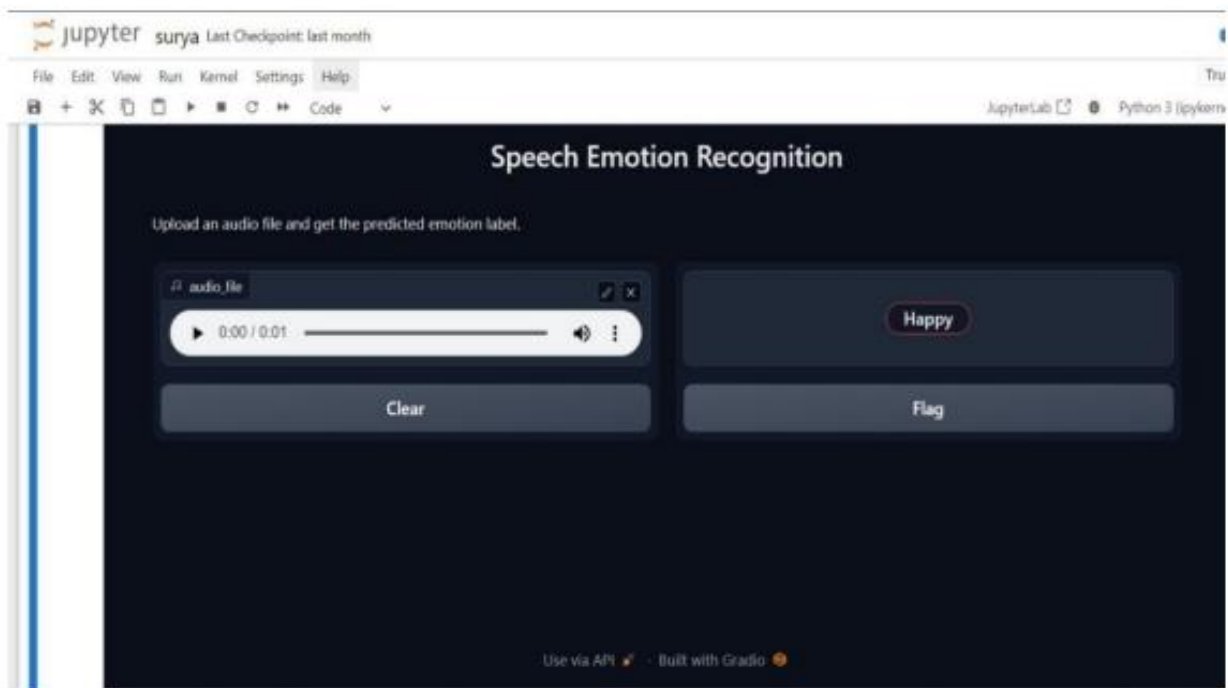 jupyter surya Last Checkpoint: last month
File Edit View Run Kernel Settings Help
Code JupyterLab Python 3
Speech Emotion Recognition
Upload an audio file and get the predicted emotion label.
audio_file
0:00 / 0:01
Happy
Clear Flag
Use via API · Built with Gradio